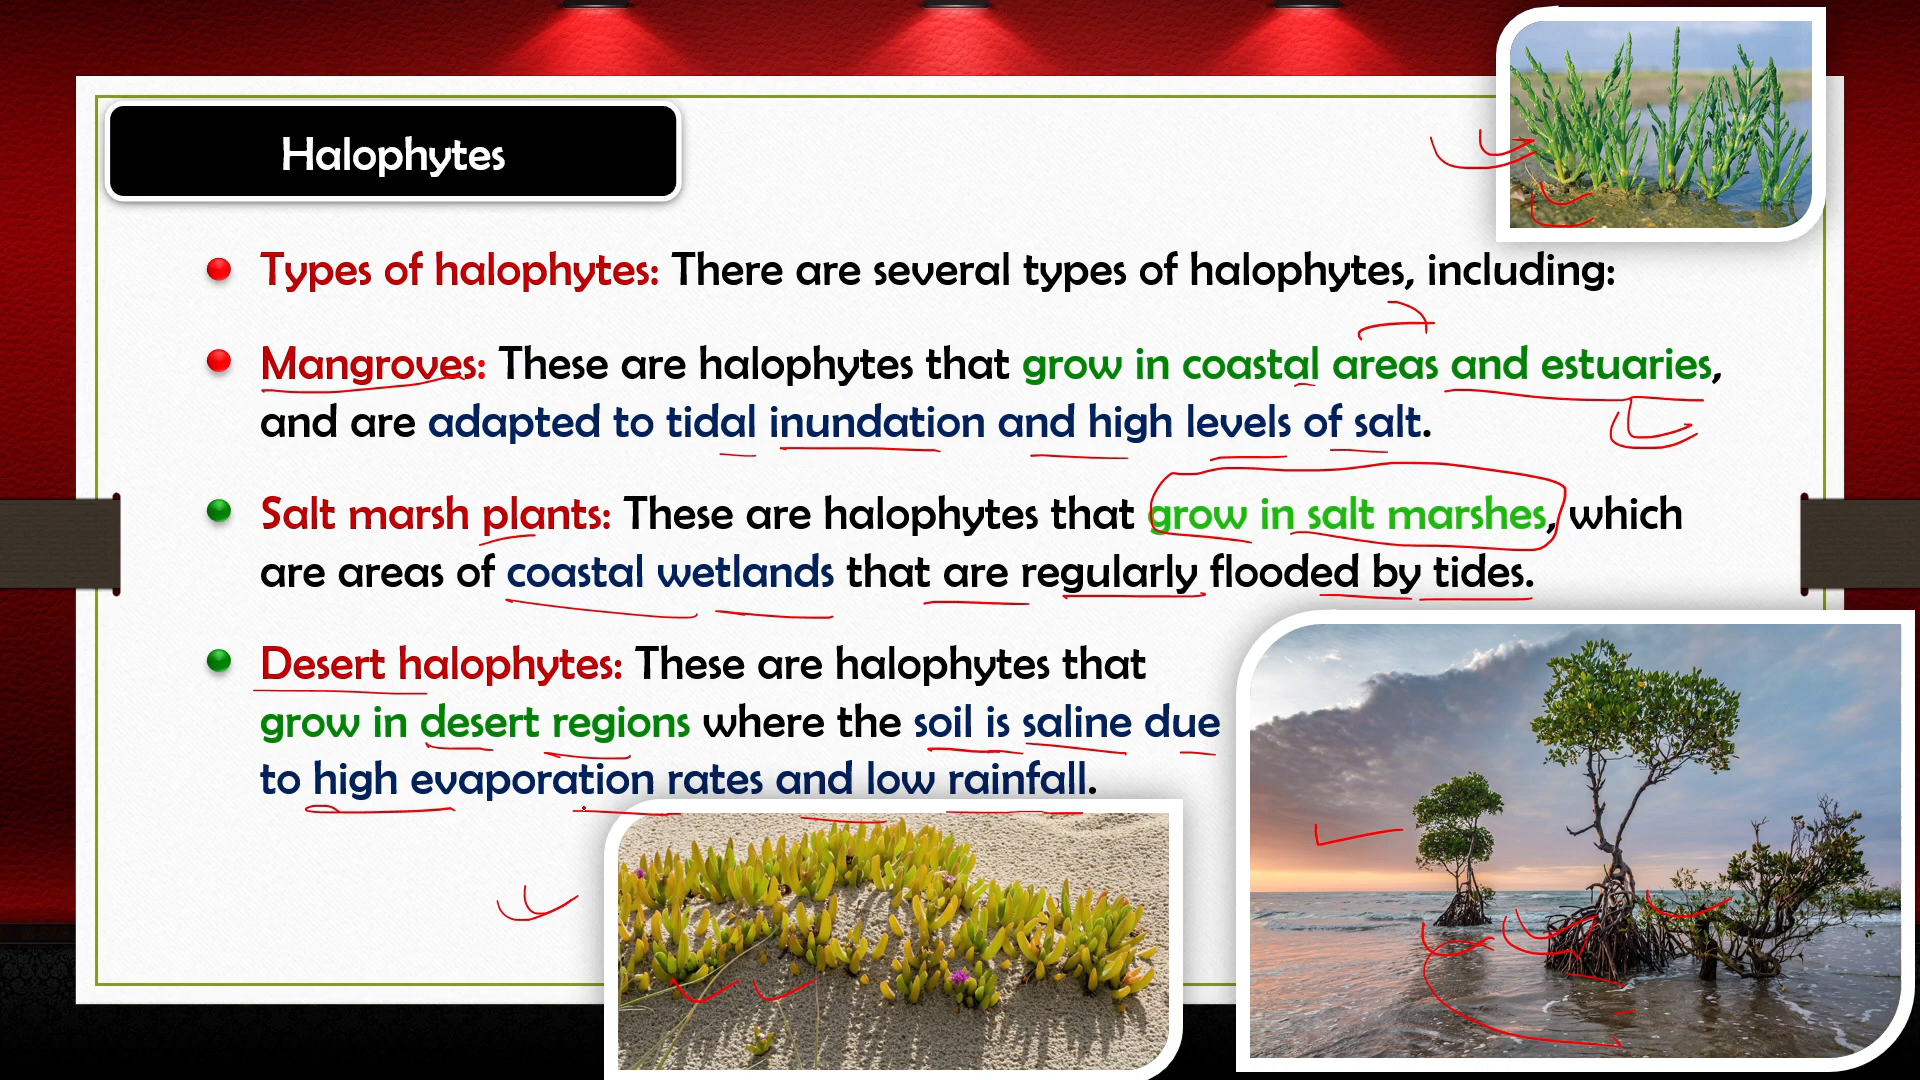 Halophytes
Types of halophytes: There are several types of halophytes, including:
Mangroves: These are halophytes that grow in coastal areas and estuaries,
and are adapted to tidal inundation and high levels of salt.
Salt marsh plants: These are halophytes that grow in salt marshes, which
are areas of coastal wetlands that are regularly flooded by tides.
Desert halophytes: These are halophytes that
grow in desert regions where the soil is saline due
to high evaporation rates and low rainfall.